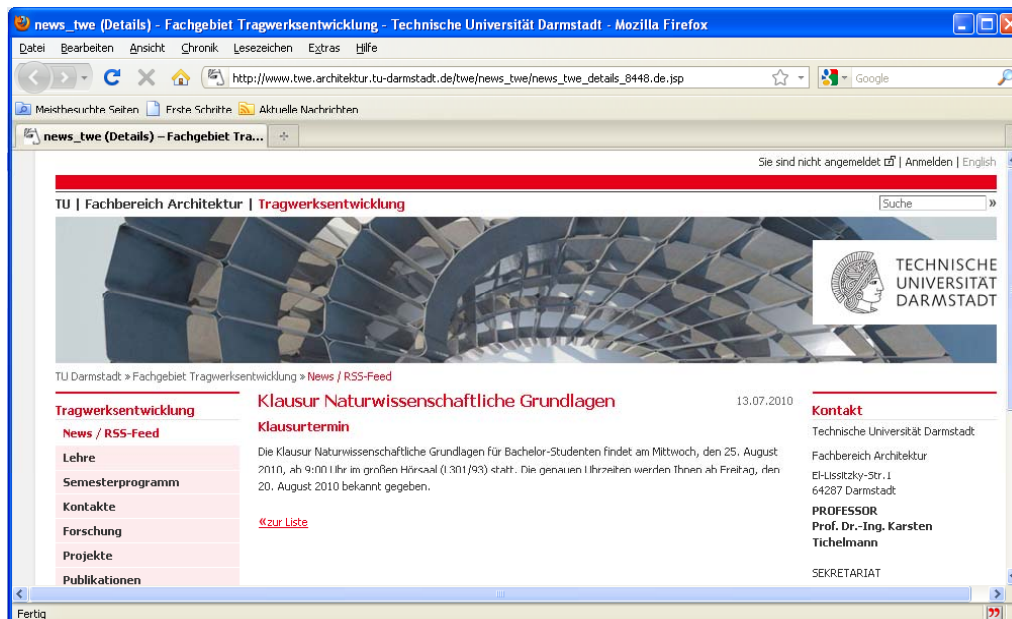 news_twe (Details) - Fachgebiet Tragwerksentwicklung - Technische Universität Darmstadt - Mozilla Firefox
Datei Bearbeiten Ansicht Chronik Lesezeichen Extras Hilfe
http://www.twe.architektur.tu-darmstadt.de/twe/news_twe/news_twe_details_8448.de.jsp
Google
Meistbesuchte Seiten Erste Schritte Aktuelle Nachrichten
news_twe (Details) – Fachgebiet Tra...
Sie sind nicht angemeldet | Anmelden | English
TU | Fachbereich Architektur | Tragwerksentwicklung
Suche »
TECHNISCHE
UNIVERSITÄT
DARMSTADT
TU Darmstadt » Fachgebiet Tragwerksentwicklung » News / RSS-Feed
Tragwerksentwicklung
News / RSS-Feed
Lehre
Semesterprogramm
Kontakte
Forschung
Projekte
Publikationen
Klausur Naturwissenschaftliche Grundlagen
13.07.2010
Klausurtermin
Die Klausur Naturwissenschaftliche Grundlagen für Bachelor-Studenten findet am Mittwoch, den 25. August
2010, ab 9:00 Uhr im großen Hörsaal (L301/93) statt. Die genauen Uhrzeiten werden Ihnen ab Freitag, den
20. August 2010 bekannt gegeben.
«zur Liste
Kontakt
Technische Universität Darmstadt
Fachbereich Architektur
El-Lissitzky-Str.1
64287 Darmstadt
PROFESSOR
Prof. Dr.-Ing. Karsten
Tichelmann
SEKRETARIAT
Fertig